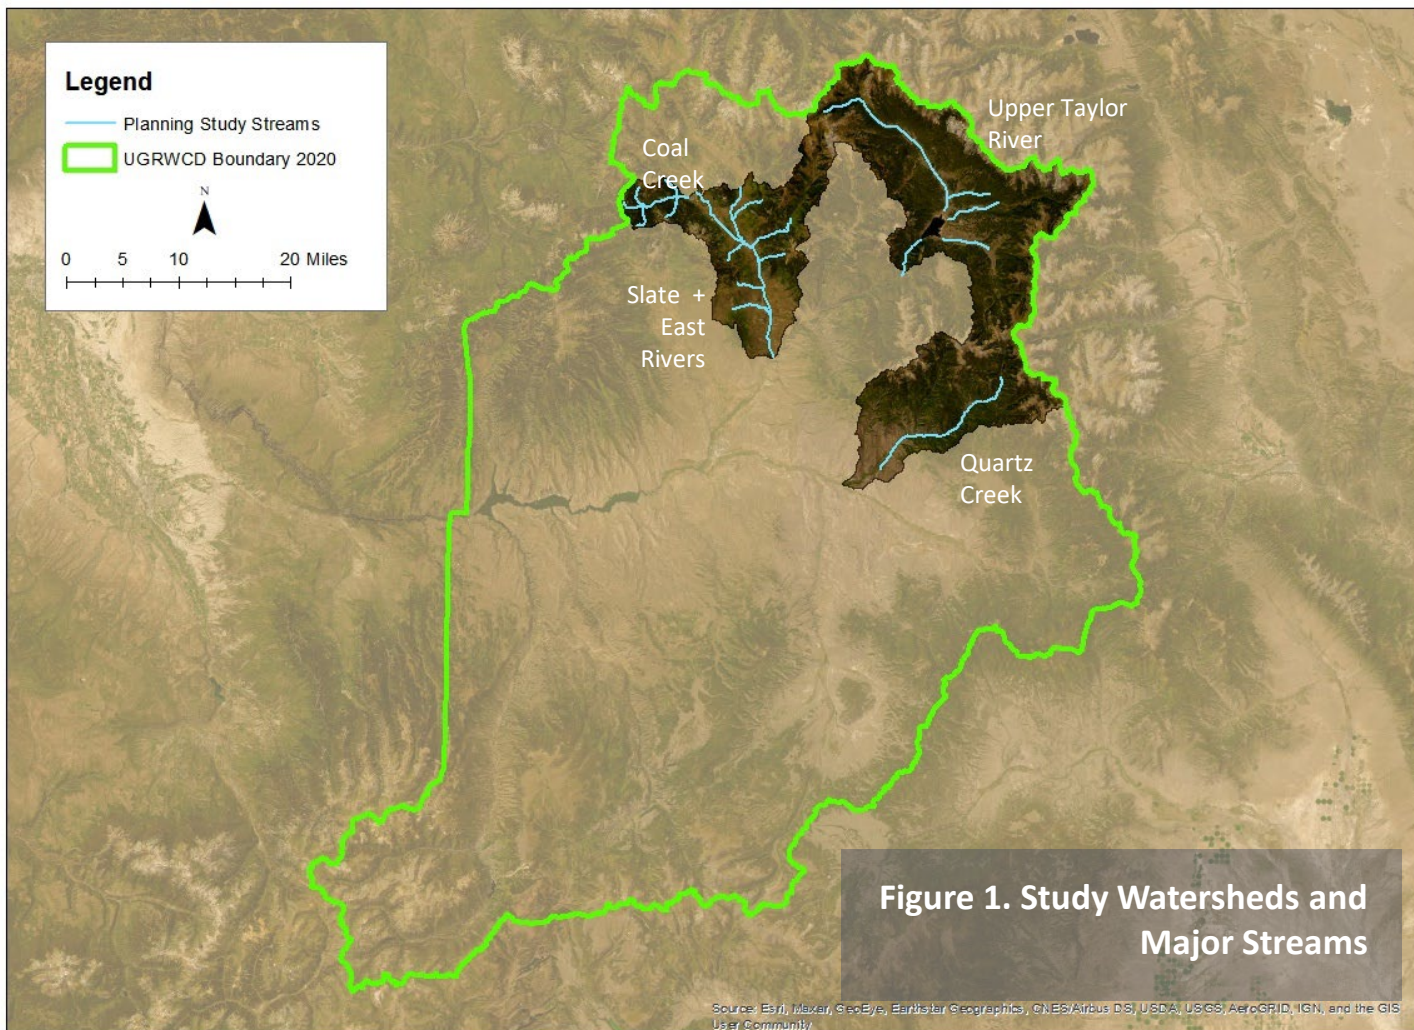 Legend
Planning Study Streams
UGRWCD Boundary 2020
N
0 5 10 20 Miles
Coal
Creek
Upper Taylor
River
Slate + 
East
Rivers
Quartz
Creek
Figure 1. Study Watersheds and
Major Streams
Source: Esri, Maxar, GeoEye, Earthstar Geographics, CNES/Airbus DS, USDA, USGS, AeroGRID, IGN, and the GIS
User Community